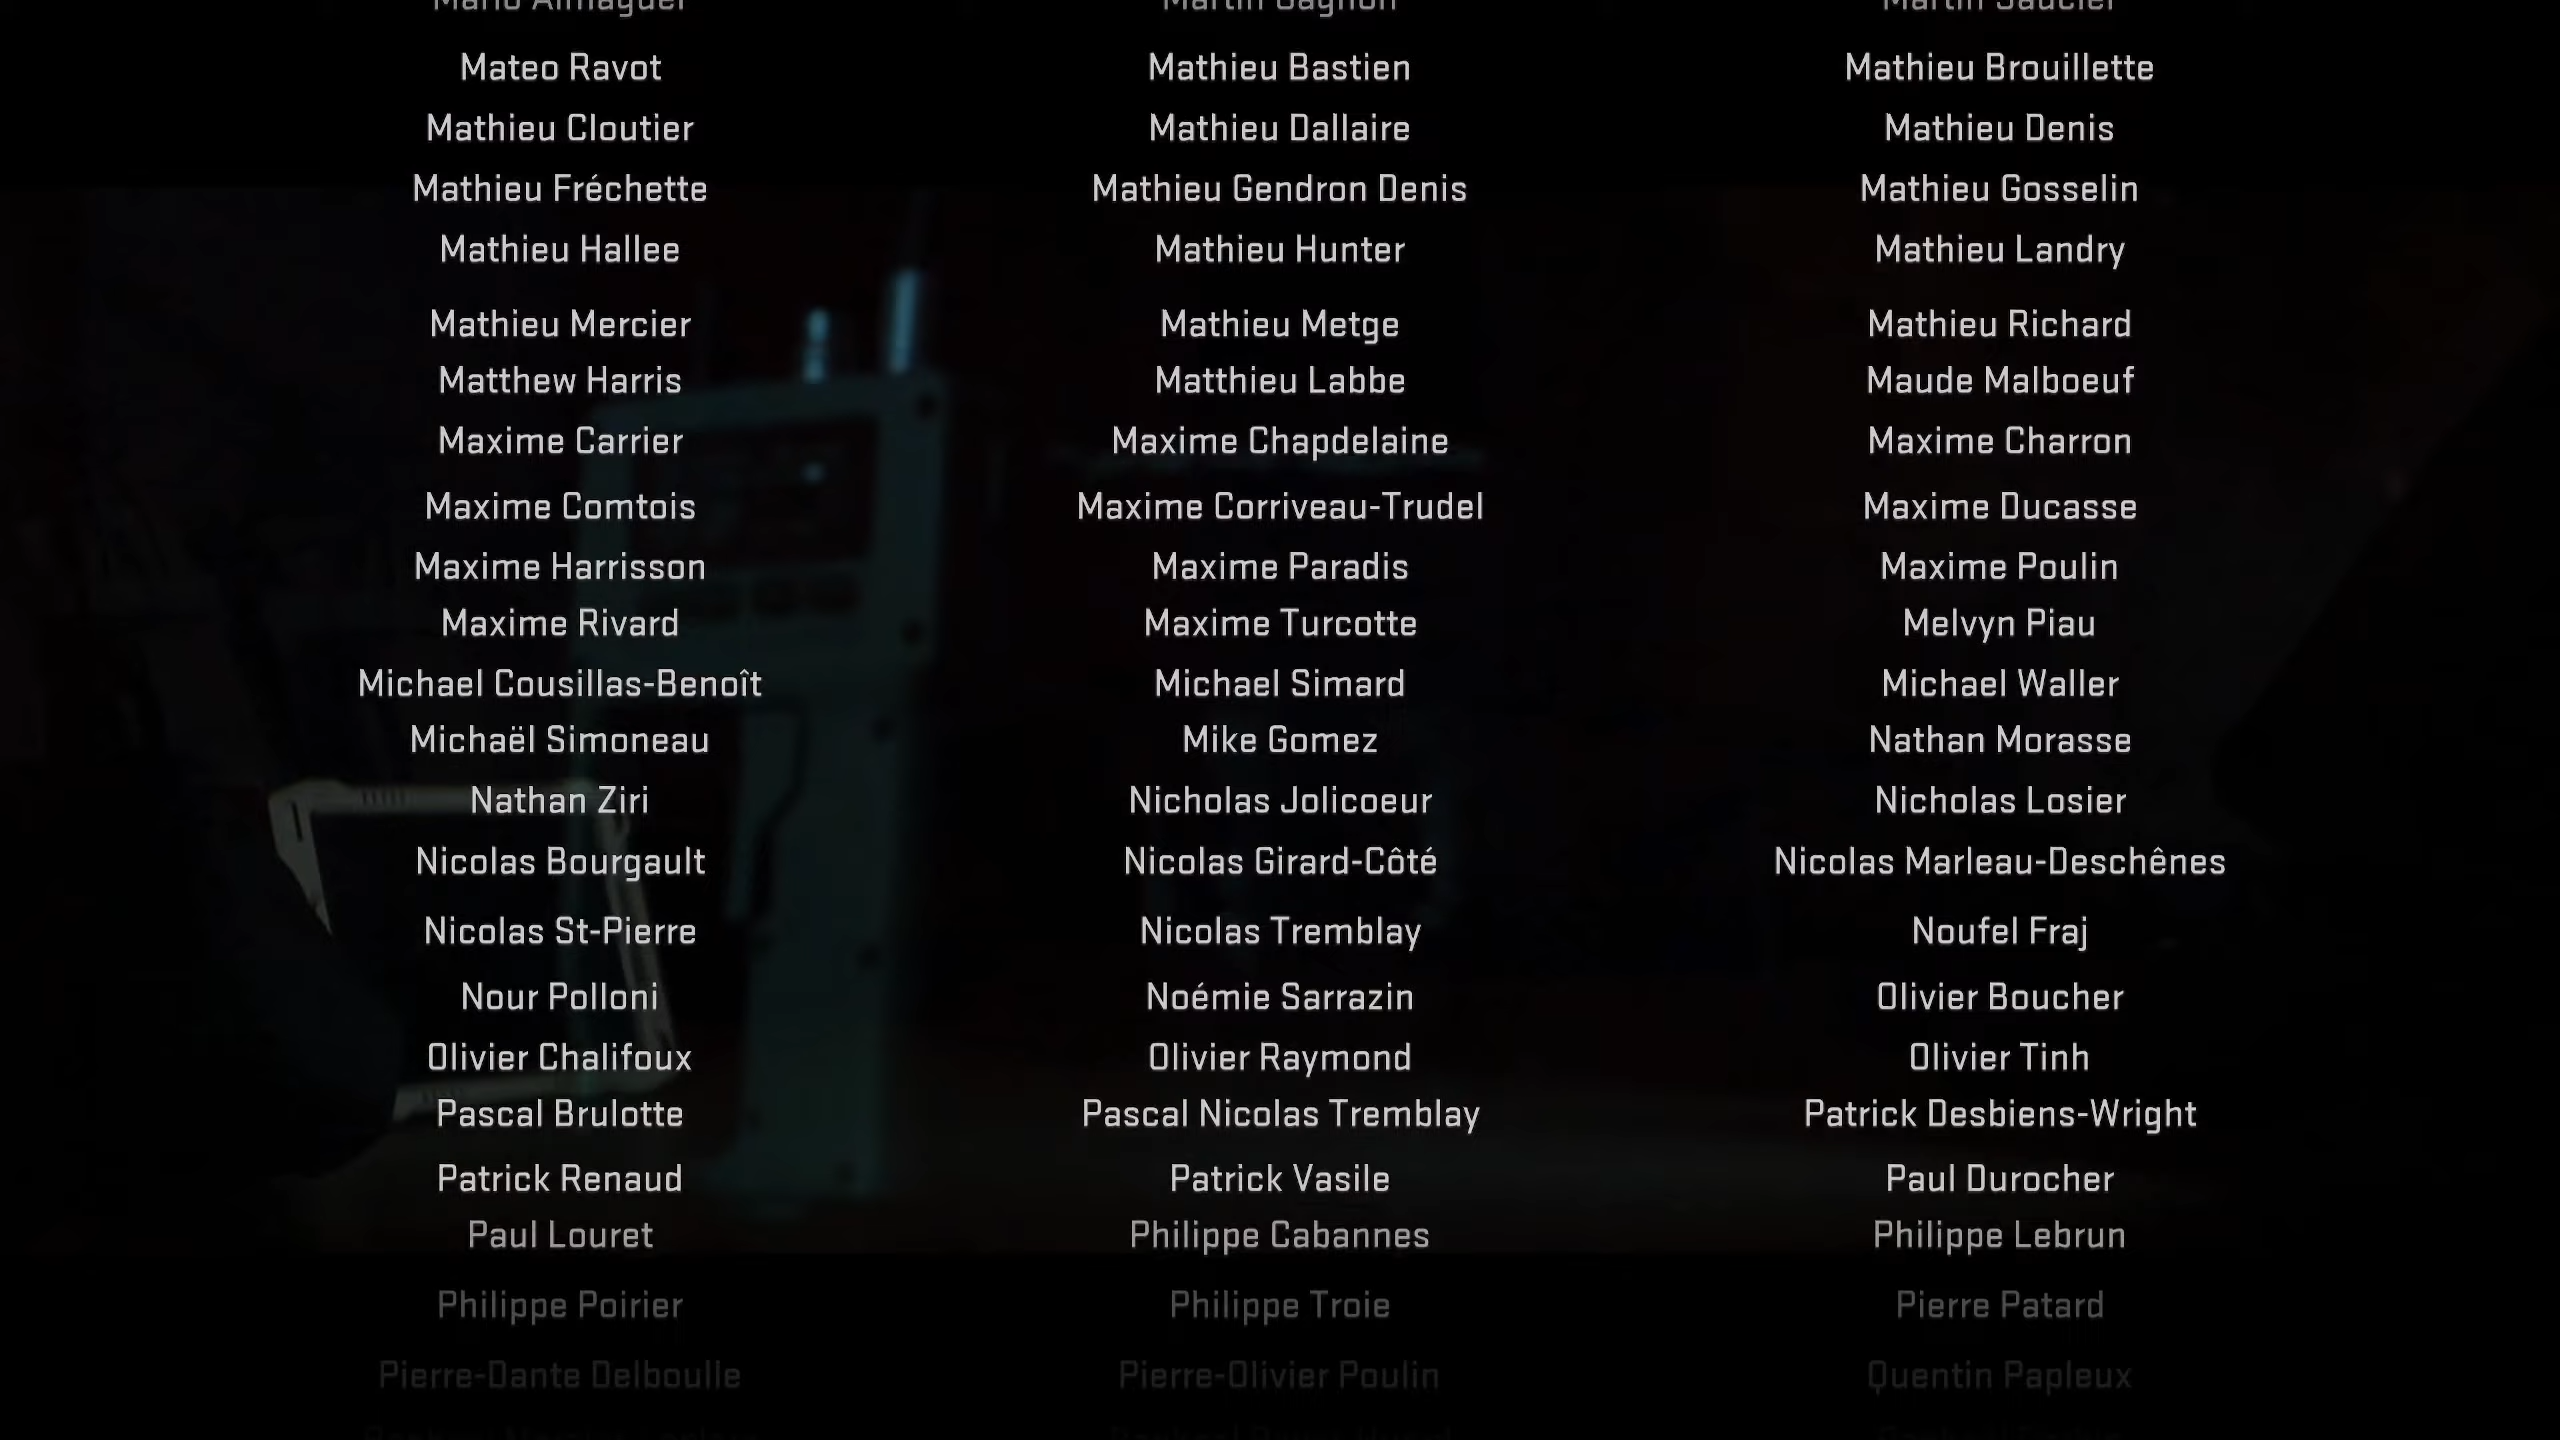 Mateo Ravot Mathieu Bastien Mathieu Brouillette
Mathieu Cloutier Mathieu Dallaire Mathieu Denis
Mathieu Fréchette Mathieu Gendron Denis Mathieu Gosselin
Mathieu Hallee Mathieu Hunter Mathieu Landry
Mathieu Mercier Mathieu Metge Mathieu Richard
Matthew Harris Matthieu Labbe Maude Malboeuf
Maxime Carrier Maxime Chapdelaine Maxime Charron
Maxime Comtois Maxime Corriveau-Trudel Maxime Ducasse
Maxime Harrisson Maxime Paradis Maxime Poulin
Maxime Rivard Maxime Turcotte Melvyn Piau
Michael Cousillas-Benoît Michael Simard Michael Waller
Michaël Simoneau Mike Gomez Nathan Morasse
Nathan Ziri Nicholas Jolicoeur Nicholas Losier
Nicolas Bourgault Nicolas Girard-Côté Nicolas Marleau-Deschênes
Nicolas St-Pierre Nicolas Tremblay Noufel Fraj
Nour Polloni Noémie Sarrazin Olivier Boucher
Olivier Chalifoux Olivier Raymond Olivier Tinh
Pascal Brulotte Pascal Nicolas Tremblay Patrick Desbiens-Wright
Patrick Renaud Patrick Vasile Paul Durocher
Paul Louret Philippe Cabannes Philippe Lebrun
Philippe Poirier Philippe Troie Pierre Patard
Pierre-Dante Delboulle Pierre-Olivier Poulin Quentin Papleux